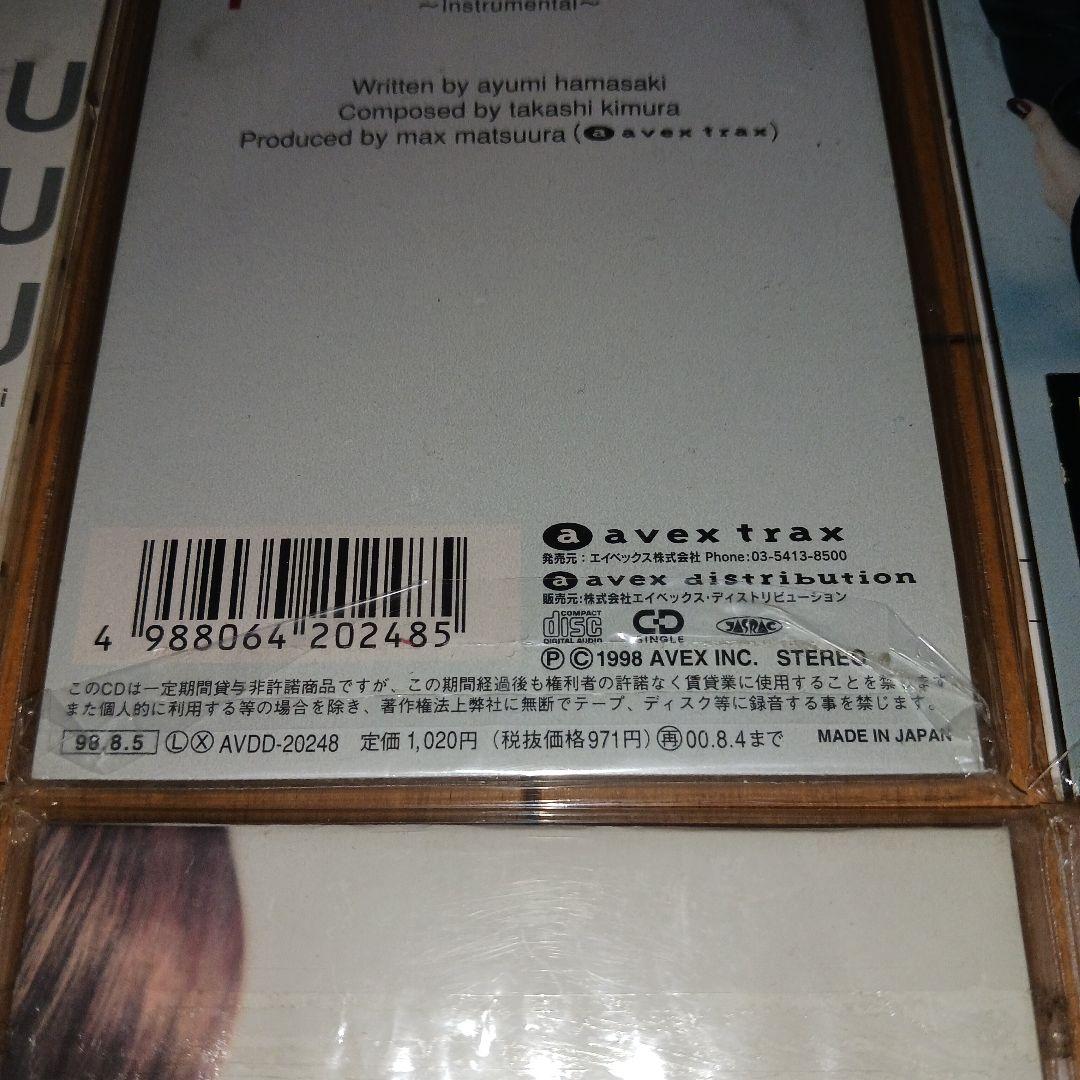 ~Instrumental~
Written by ayumi hamasaki
Composed by takashi kimura
Produced by max matsuura (a avex trax)
U
U
U
i
a avex trax
発売元：エイベックス株式会社 Phone:03-5413-8500
a avex distribution
販売元：株式会社エイベックス・ディストリビューション
COMPACT
disc
DIGITAL AUDIO
CD
SINGLE
JASRAC
4 988064 202485
Ⓟ Ⓒ 1998 AVEX INC. STEREO
このCDは一定期間貸与非許諾商品ですが、この期間経過後も権利者の許諾なく賃貸業に使用することを禁じます
また個人的に利用する等の場合を除き、著作権法上弊社に無断でテープ、ディスク等に録音する事を禁じます。
98.8.5 Ⓛ Ⓧ AVDD-20248 定価 1,020円（税抜価格971円）㊢00.8.4まで MADE IN JAPAN